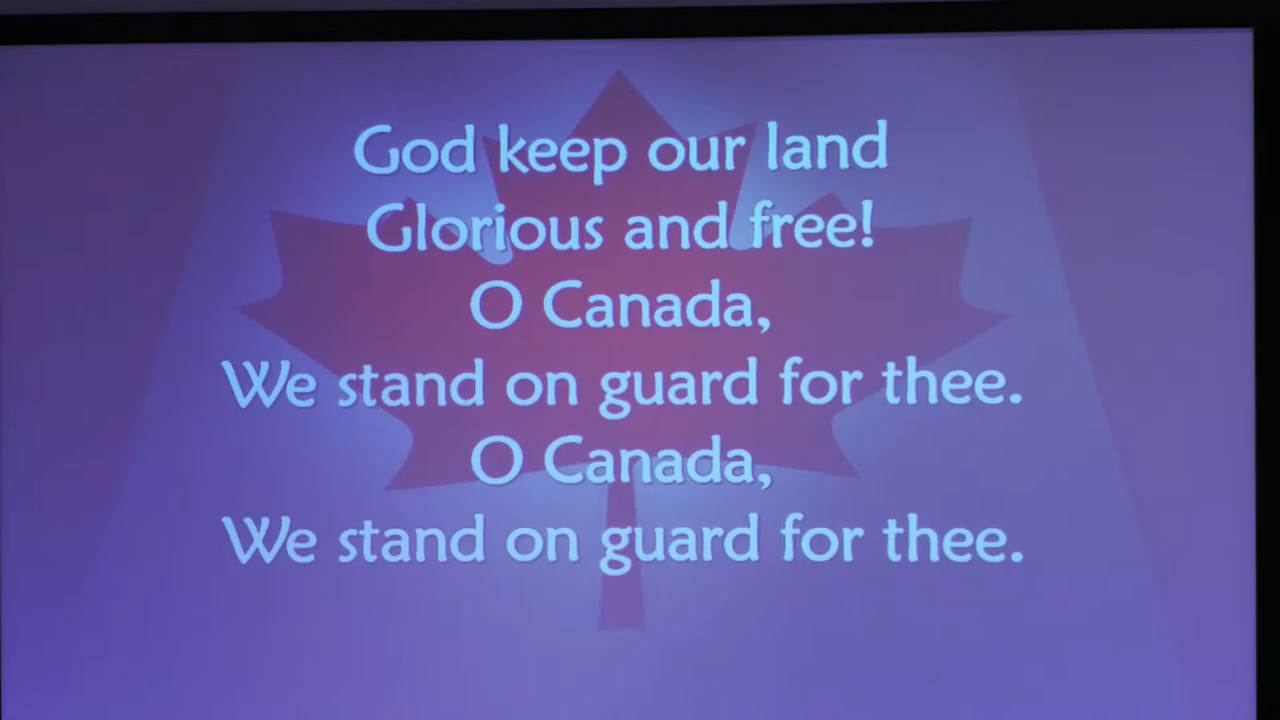 God keep our land
Glorious and free!
O Canada,
We stand on guard for thee.
O Canada,
We stand on guard for thee.